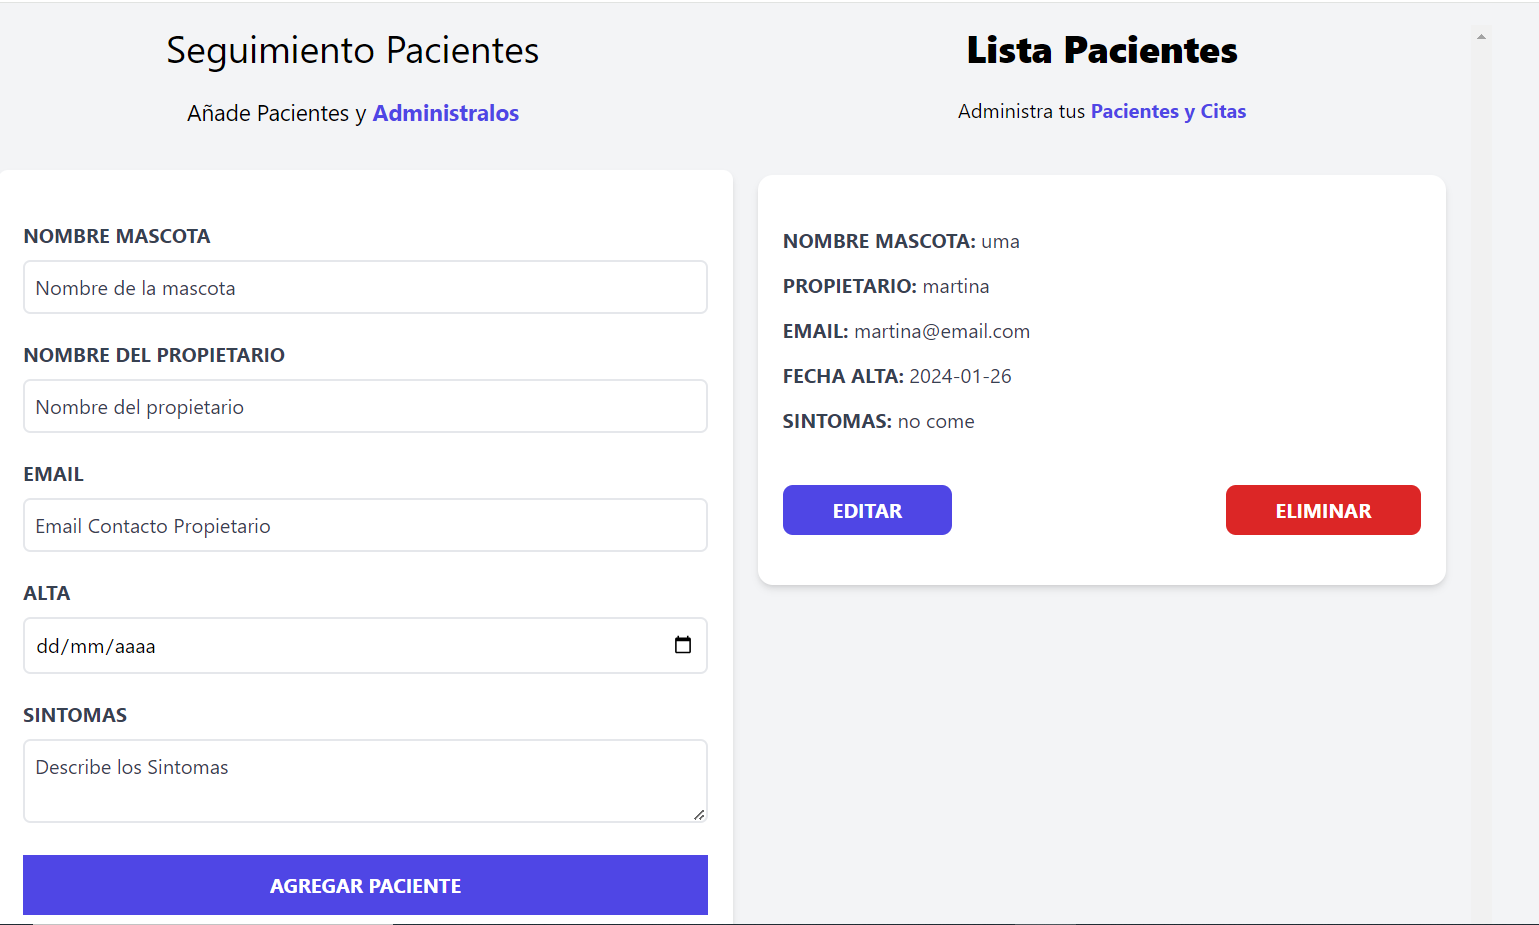 Seguimiento Pacientes
Añade Pacientes y Administralos
NOMBRE MASCOTA
Nombre de la mascota
NOMBRE DEL PROPIETARIO
Nombre del propietario
EMAIL
Email Contacto Propietario
ALTA
dd/mm/aaaa
SINTOMAS
Describe los Sintomas
AGREGAR PACIENTE
Lista Pacientes
Administra tus Pacientes y Citas
NOMBRE MASCOTA: uma
PROPIETARIO: martina
EMAIL: martina@email.com
FECHA ALTA: 2024-01-26
SINTOMAS: no come
EDITAR
ELIMINAR